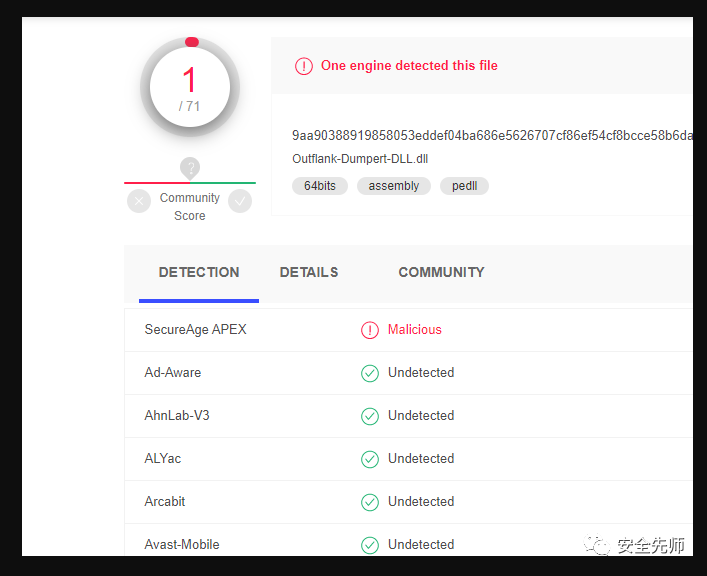 1
/ 71
?
Community
Score
One engine detected this file
9aa90388919858053eddef04ba686e5626707cf86ef54cf8bcce58b6da
Outflank-Dumpert-DLL.dll
64bits assembly pedll
DETECTION DETAILS COMMUNITY
SecureAge APEX Malicious
Ad-Aware Undetected
AhnLab-V3 Undetected
ALYac Undetected
Arcabit Undetected
Avast-Mobile Undetected
安全先师